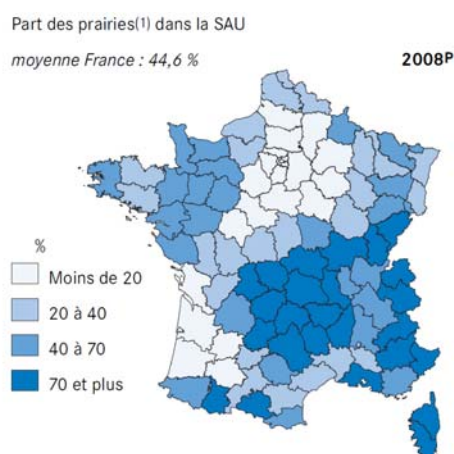 Part des prairies(1) dans la SAU
moyenne France : 44,6 %
2008P
%
Moins de 20
20 à 40
40 à 70
70 et plus